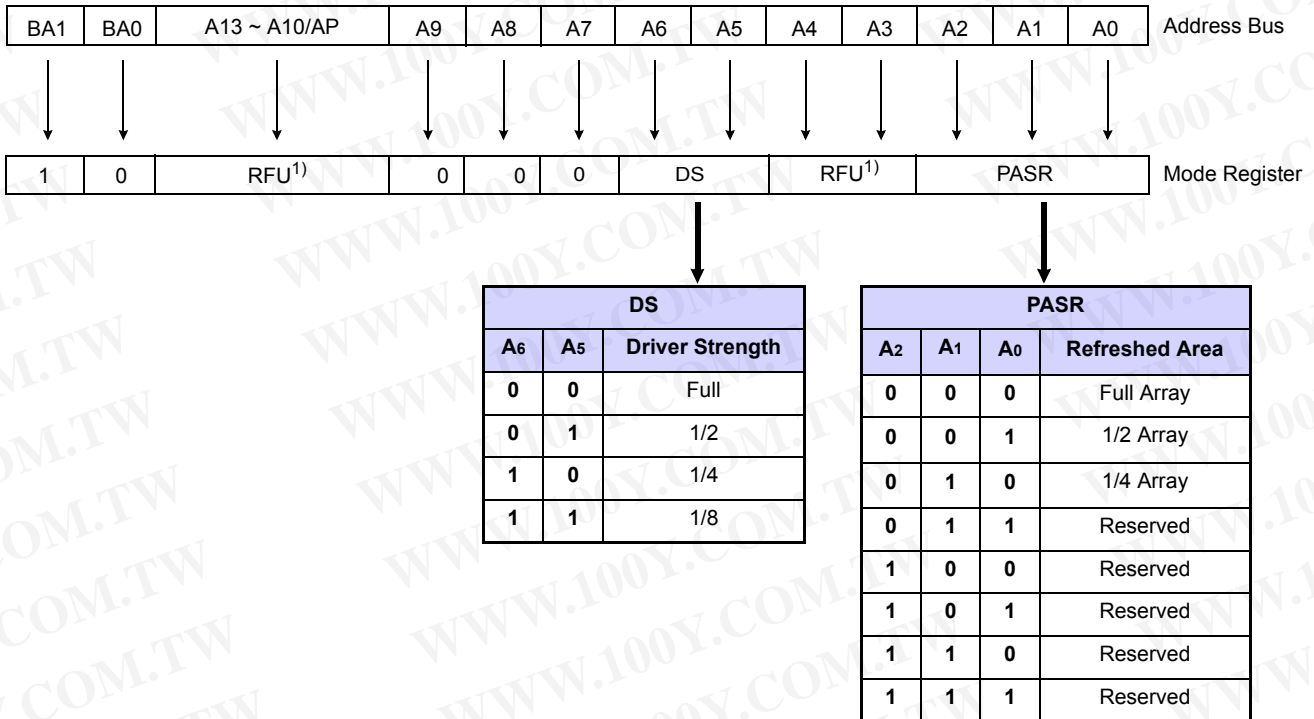 BA1 BA0 A13 ~ A10/AP A9 A8 A7 A6 A5 A4 A3 A2 A1 A0 Address Bus
1 0 RFU1) 0 0 0 DS RFU1) PASR Mode Register
DS
A6 A5 Driver Strength
0 0 Full
0 1 1/2
1 0 1/4
1 1 1/8
PASR
A2 A1 A0 Refreshed Area
0 0 0 Full Array
0 0 1 1/2 Array
0 1 0 1/4 Array
0 1 1 Reserved
1 0 0 Reserved
1 0 1 Reserved
1 1 0 Reserved
1 1 1 Reserved
WWW.100Y.COM.TW